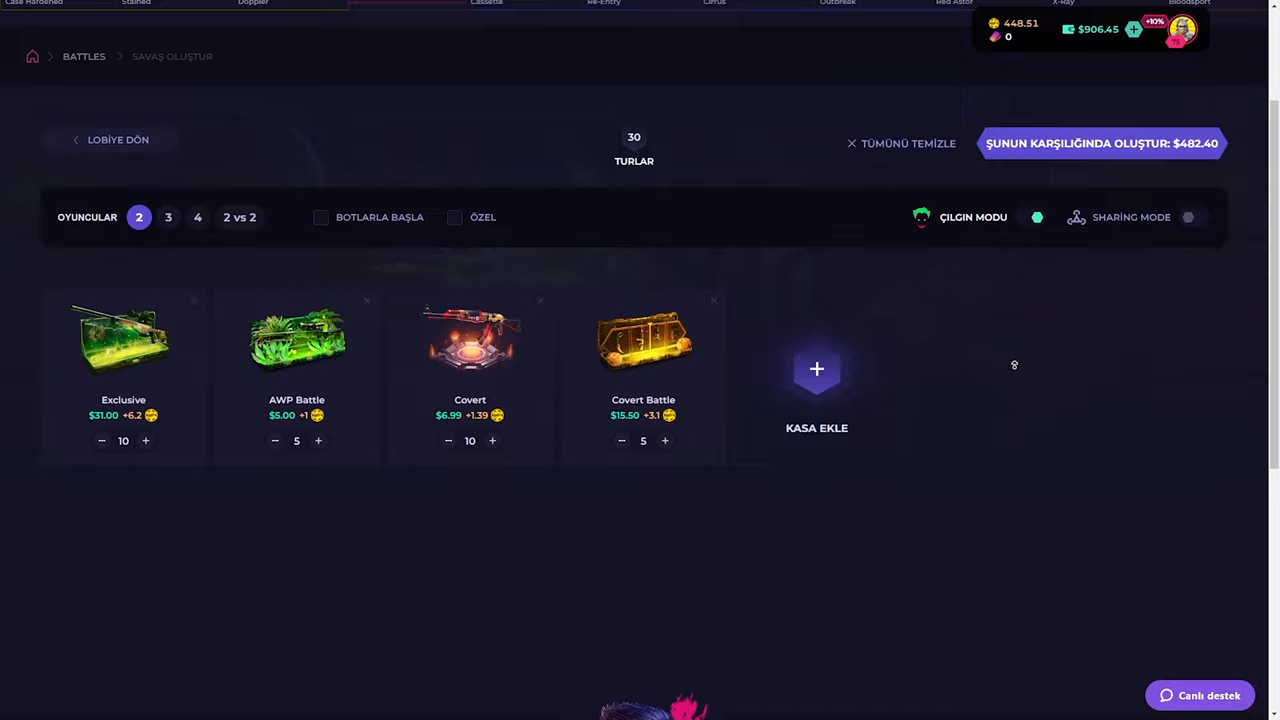 Case Hardened
Stained
Doppler
Cassette
Re-Entry
Cirrus
Outbreak
Red Astor
X-Ray
Bloodsport
448.51
0
$906.45
+
+10%
75
BATTLES
SAVAŞ OLUŞTUR
LOBİYE DÖN
30
TURLAR
TÜMÜNÜ TEMİZLE
ŞUNUN KARŞILIĞINDA OLUŞTUR: $482.40
OYUNCULAR 2 3 4 2 vs 2
BOTLARLA BAŞLA
ÖZEL
ÇILGIN MODU
SHARING MODE
Exclusive
$31.00 +6.2
− 10 +
AWP Battle
$5.00 +1
− 5 +
Covert
$6.99 +1.39
− 10 +
Covert Battle
$15.50 +3.1
− 5 +
+
KASA EKLE
Canlı destek